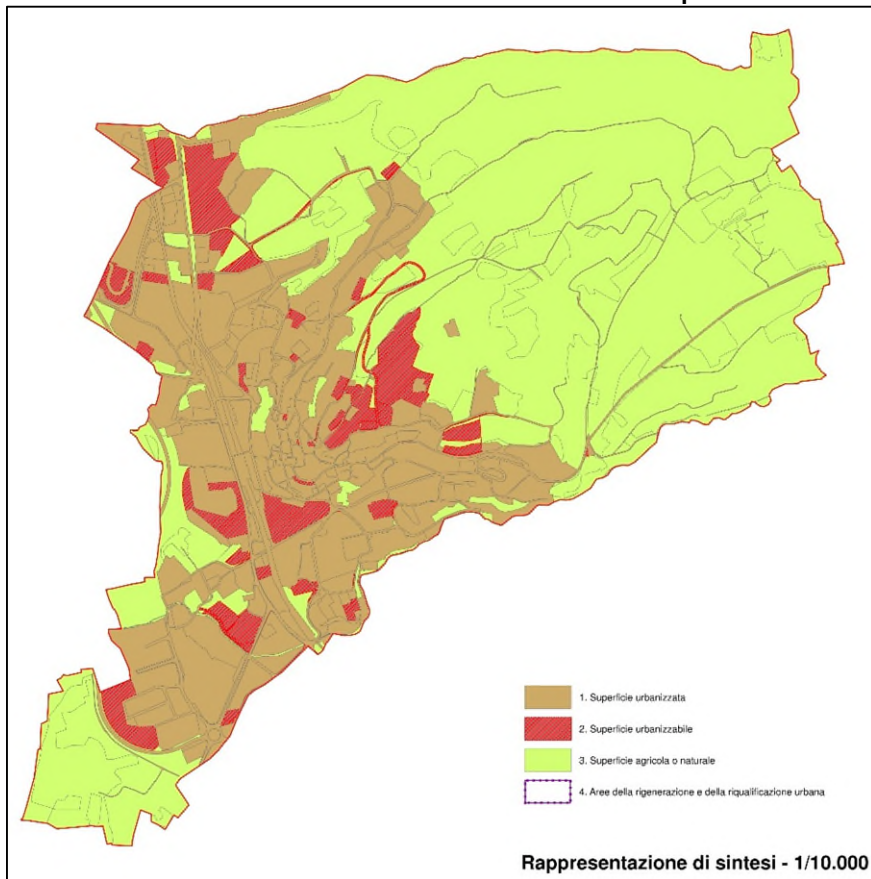 1. Superficie urbanizzata
2. Superficie urbanizzabile
3. Superficie agricola o naturale
4. Aree della rigenerazione e della riqualificazione urbana
Rappresentazione di sintesi - 1/10.000